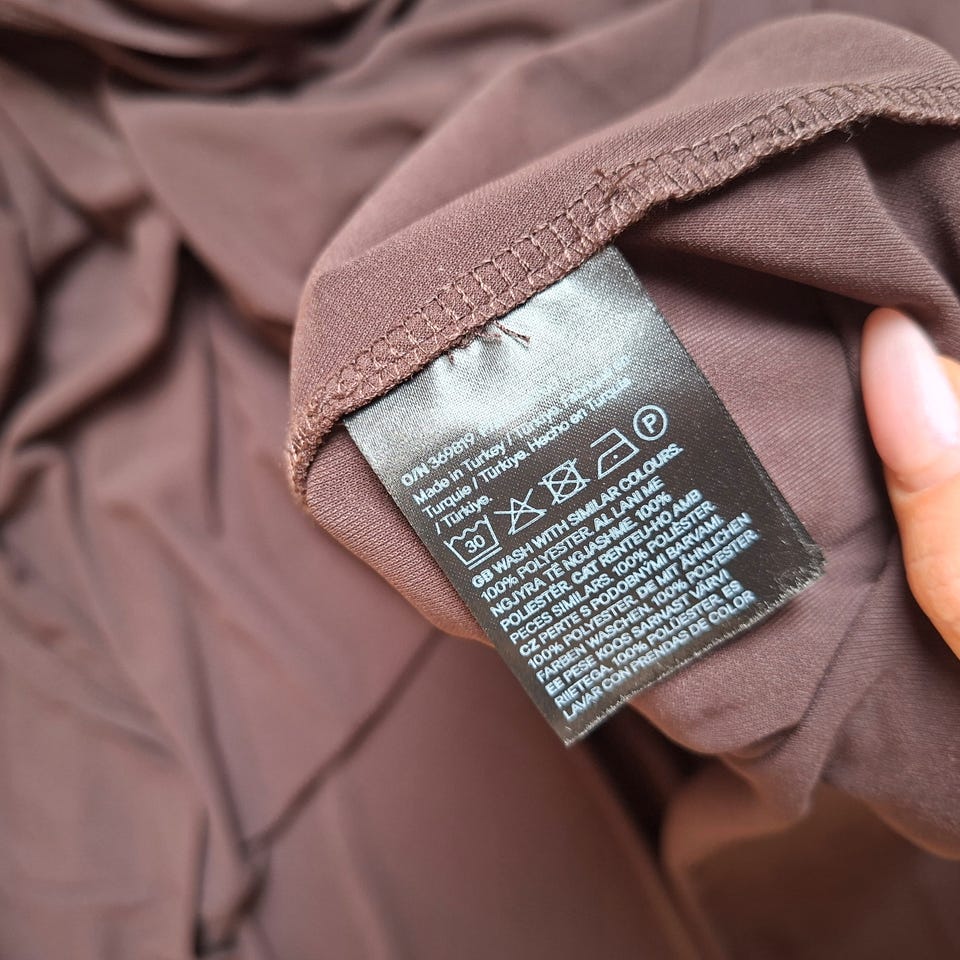 O/N 369819
Made in Turkey / Türkiye.
Turquie / Türkiye. Hecho en Turquía
/ Türkiye.
30
P
GB WASH WITH SIMILAR COLOURS.
100% POLYESTER. AL LANI ME
NGJYRA TË NGJASHME. 100%
POLIESTËR. CAT RENTEU-HO AMB
PECES SIMILARS. 100% POLIÈSTER.
CZ PERTE S PODOBNÝMI BARVAMI.
100% POLYESTER. DE MIT ÄHNLICHEN
FARBEN WASCHEN. 100% POLYESTER.
EE PESE KOOS SARNAST VÄRVI
RIIETEGA. 100% POLÜESTER. ES
LAVAR CON PRENDAS DE COLOR